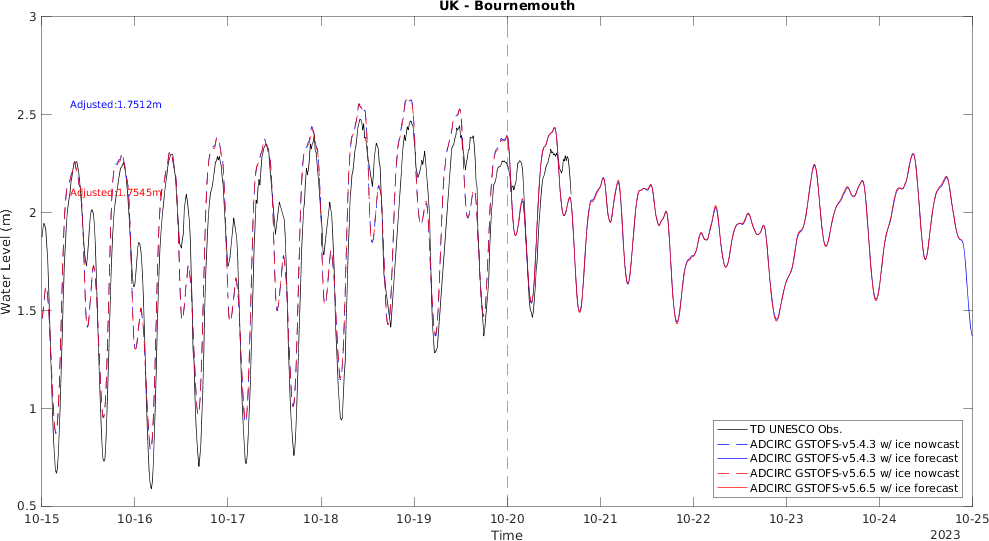 UK - Bournemouth
3
2.5
2
1.5
1
0.5
Water Level (m)
Adjusted:1.7512m
Adjusted:1.7545m
TD UNESCO Obs.
ADCIRC GSTOFS-v5.4.3 w/ ice nowcast
ADCIRC GSTOFS-v5.4.3 w/ ice forecast
ADCIRC GSTOFS-v5.6.5 w/ ice nowcast
ADCIRC GSTOFS-v5.6.5 w/ ice forecast
10-15 10-16 10-17 10-18 10-19 10-20 10-21 10-22 10-23 10-24 10-25
Time
2023